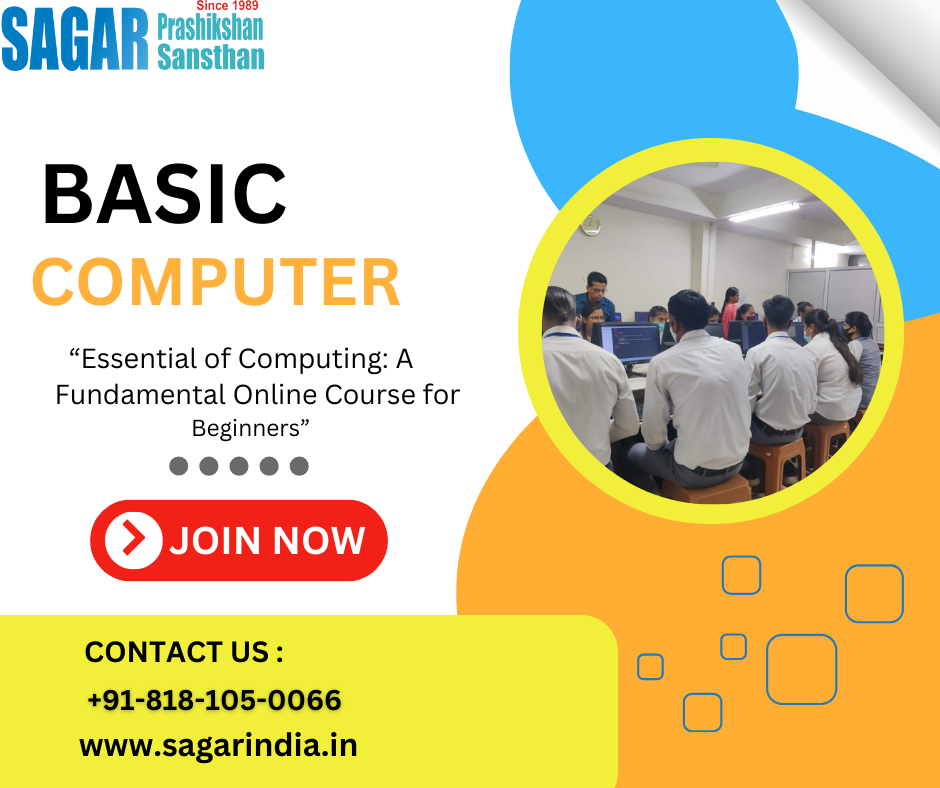 Since 1989
SAGAR Prashikshan
Sansthan
BASIC
COMPUTER
“Essential of Computing: A
Fundamental Online Course for
Beginners”
JOIN NOW
CONTACT US :
+91-818-105-0066
www.sagarindia.in